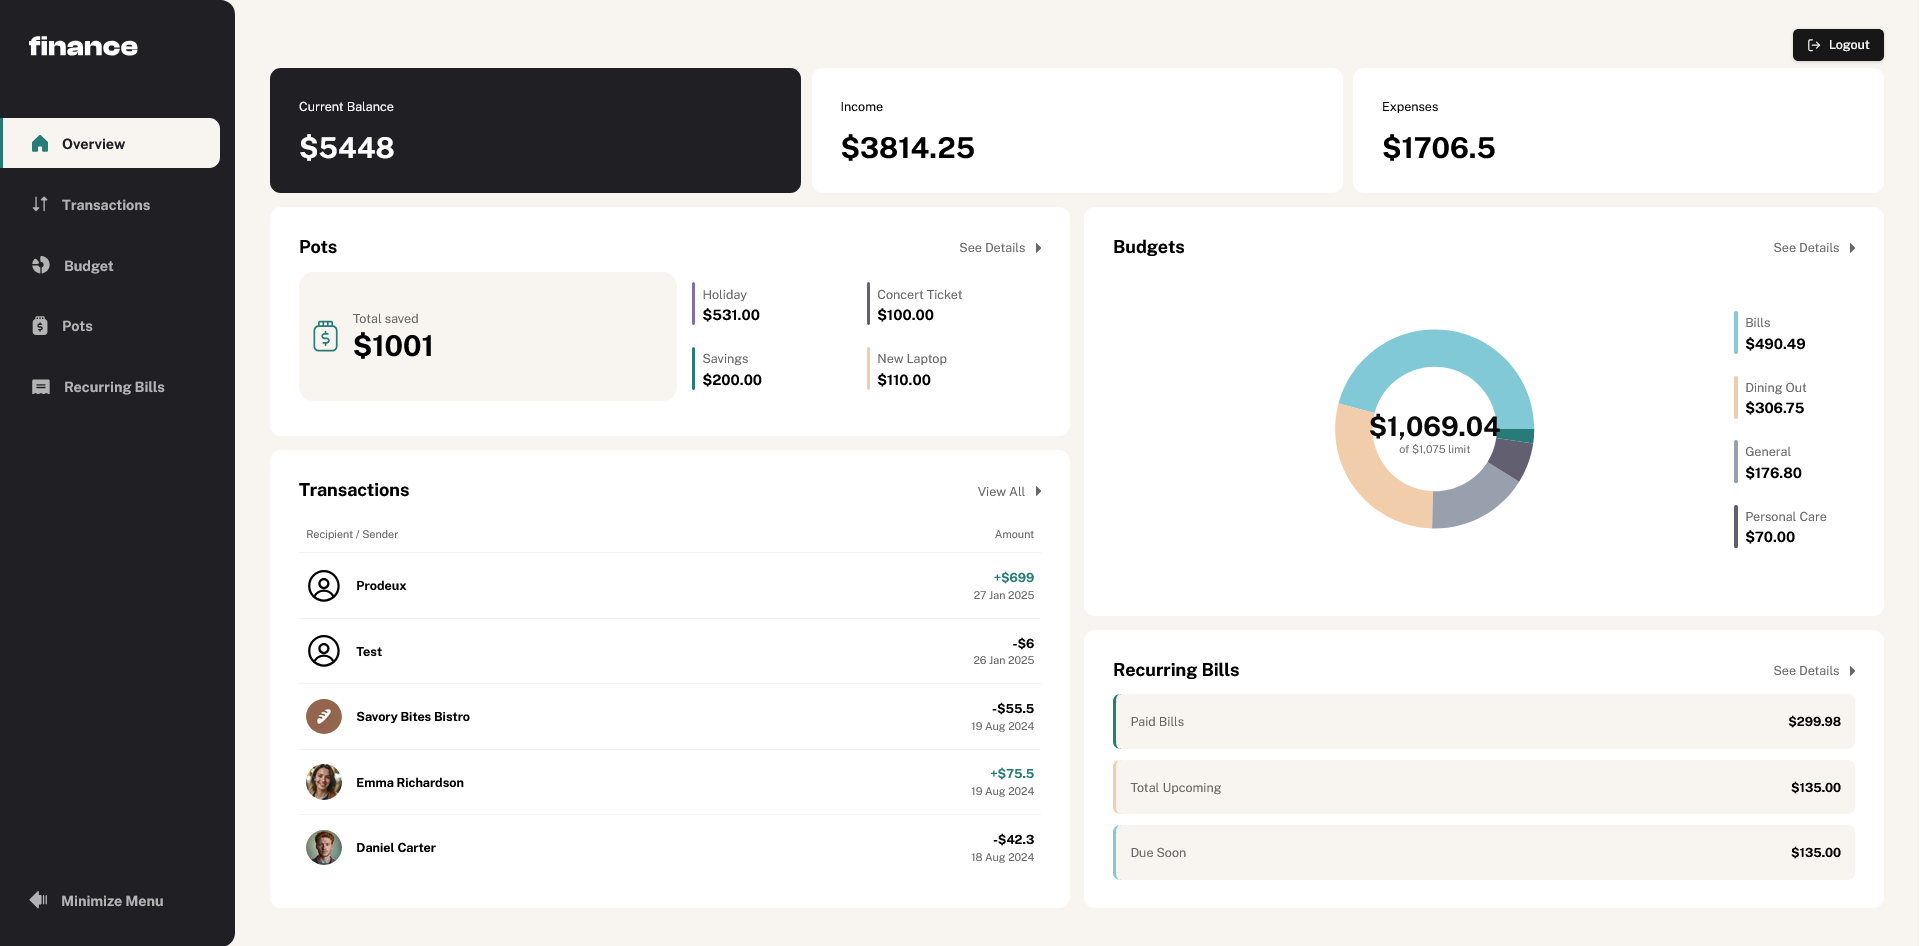 finance
Overview
Transactions
Budget
Pots
Recurring Bills
Minimize Menu
Logout
Current Balance
$5448
Income
$3814.25
Expenses
$1706.5
Pots
See Details
Total saved
$1001
Holiday
$531.00
Concert Ticket
$100.00
Savings
$200.00
New Laptop
$110.00
Transactions
View All
Recipient / Sender Amount
Prodeux
+$699
27 Jan 2025
Test
-$6
26 Jan 2025
Savory Bites Bistro
-$55.5
19 Aug 2024
Emma Richardson
+$75.5
19 Aug 2024
Daniel Carter
-$42.3
18 Aug 2024
Budgets
See Details
$1,069.04
of $1,075 limit
Bills
$490.49
Dining Out
$306.75
General
$176.80
Personal Care
$70.00
Recurring Bills
See Details
Paid Bills $299.98
Total Upcoming $135.00
Due Soon $135.00